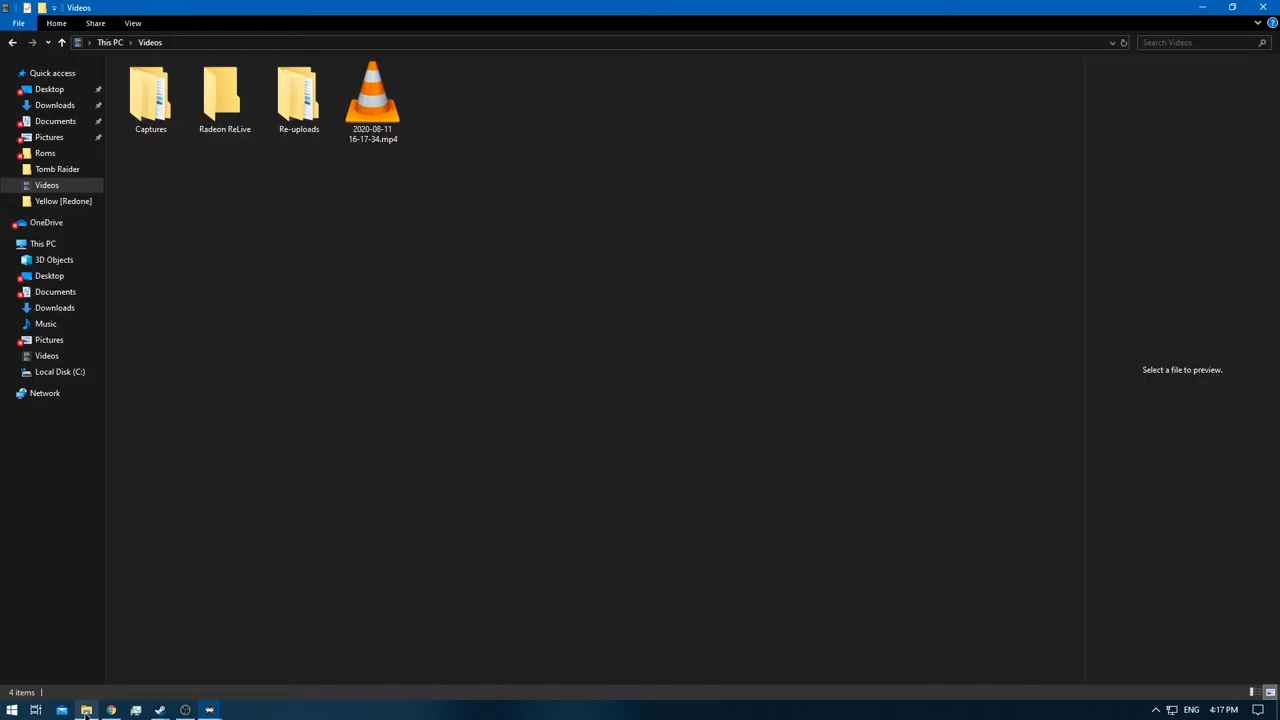 Videos
File Home Share View
This PC Videos
Search Videos
Quick access
Desktop
Downloads
Documents
Pictures
Roms
Tomb Raider
Videos
Yellow [Redone]
OneDrive
This PC
3D Objects
Desktop
Documents
Downloads
Music
Pictures
Videos
Local Disk (C:)
Network
Captures
Radeon ReLive
Re-uploads
2020-08-11
16-17-34.mp4
Select a file to preview.
4 items
ENG 4:17 PM